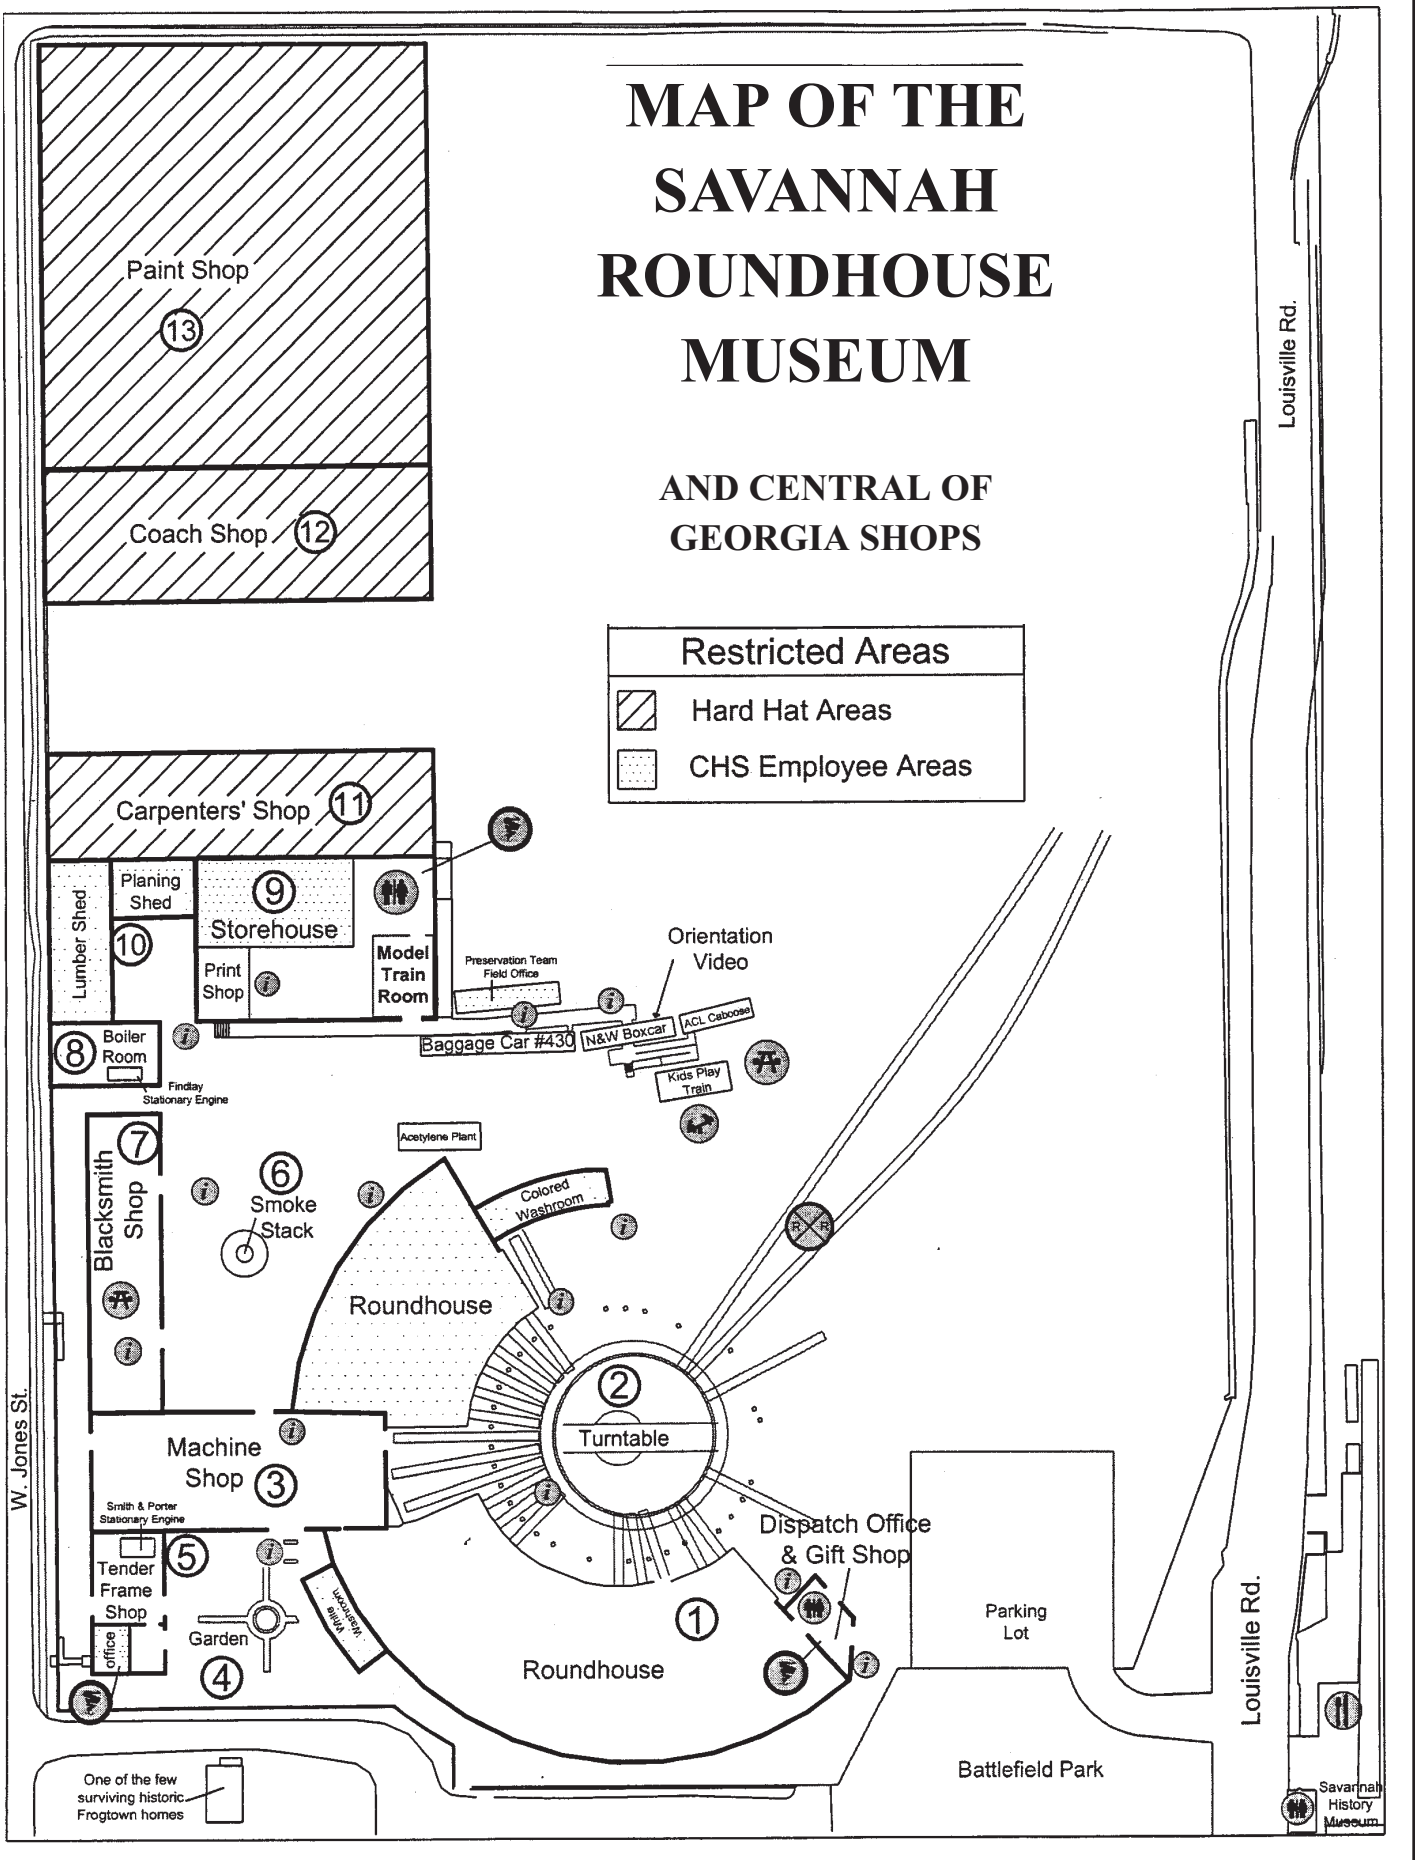 MAP OF THE
SAVANNAH
ROUNDHOUSE
MUSEUM
AND CENTRAL OF
GEORGIA SHOPS
Restricted Areas
Hard Hat Areas
CHS Employee Areas
Paint Shop
13
Coach Shop
12
Carpenters' Shop
11
Lumber Shed
Planing
Shed
10
9
Storehouse
Print
Shop
i
Model
Train
Room
Preservation Team
Field Office
i
i
Orientation
Video
Baggage Car #430
N&W Boxcar
ACL Caboose
Kids Play
Train
8
Boiler
Room
i
Findlay
Stationary Engine
7
Blacksmith
Shop
i
6
Smoke
Stack
i
i
Acetylene Plant
Colored
Washroom
i
R R
Roundhouse
i
2
Turntable
i
Machine
Shop
3
i
Smith & Porter
Stationary Engine
5
Tender
Frame
Shop
office
i
Garden
4
White
Washroom
1
Roundhouse
Dispatch Office
& Gift Shop
i
i
Parking
Lot
Battlefield Park
Louisville Rd.
Louisville Rd.
W. Jones St.
One of the few
surviving historic
Frogtown homes
Savannah
History
Museum